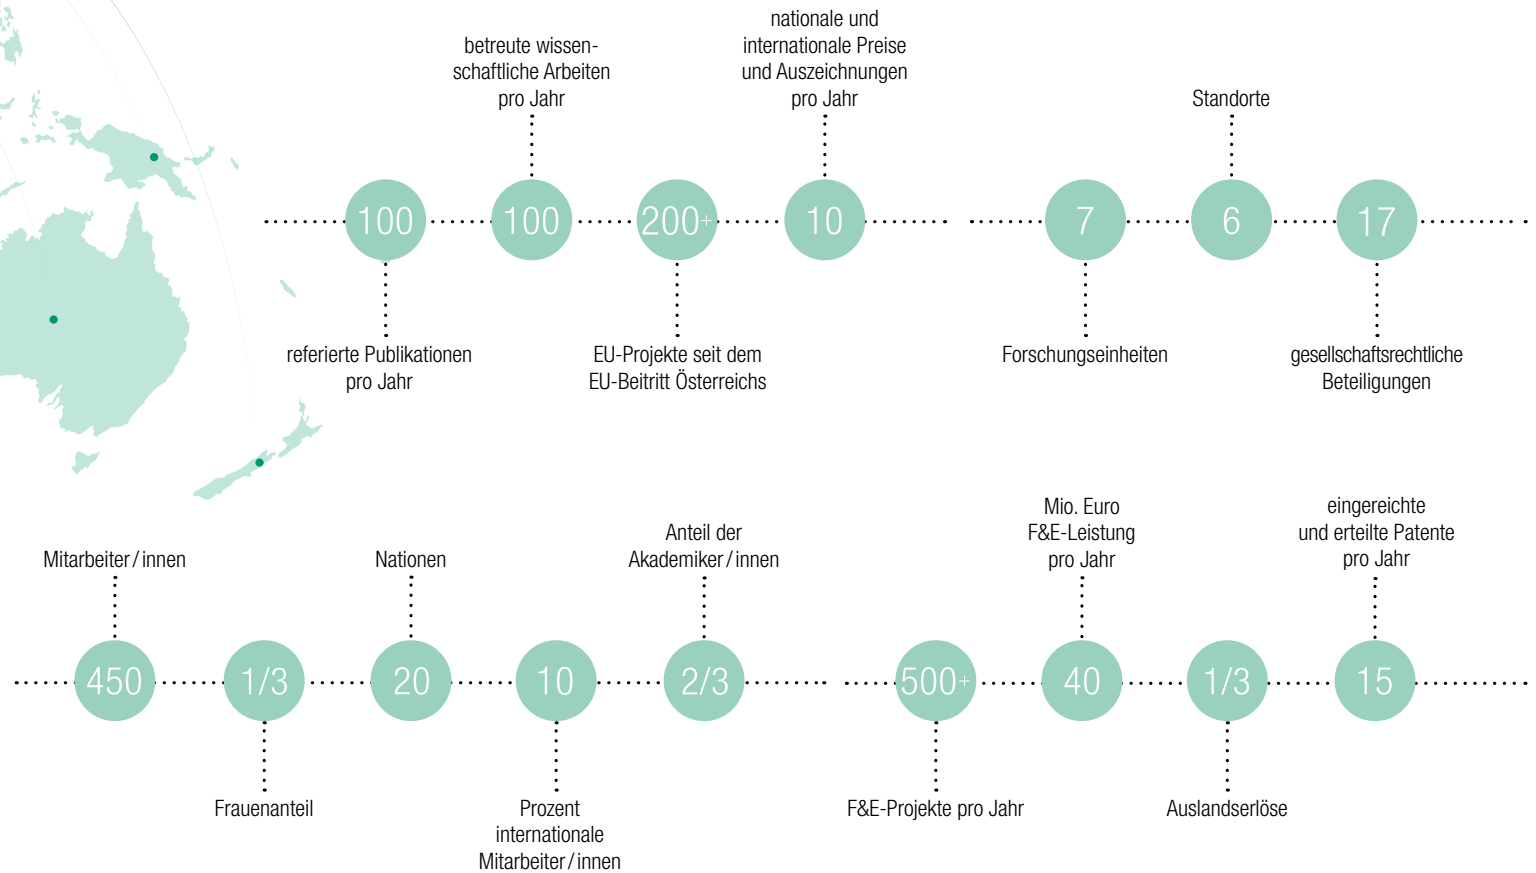 betreute wissen-
schaftliche Arbeiten
pro Jahr
nationale und
internationale Preise
und Auszeichnungen
pro Jahr
Standorte
100
100
200+
10
7
6
17
referierte Publikationen
pro Jahr
EU-Projekte seit dem
EU-Beitritt Österreichs
Forschungseinheiten
gesellschaftsrechtliche
Beteiligungen
Mitarbeiter/innen
Nationen
Anteil der
Akademiker/innen
Mio. Euro
F&E-Leistung
pro Jahr
eingereichte
und erteilte Patente
pro Jahr
450
1/3
20
10
2/3
500+
40
1/3
15
Frauenanteil
Prozent
internationale
Mitarbeiter/innen
F&E-Projekte pro Jahr
Auslandserlöse